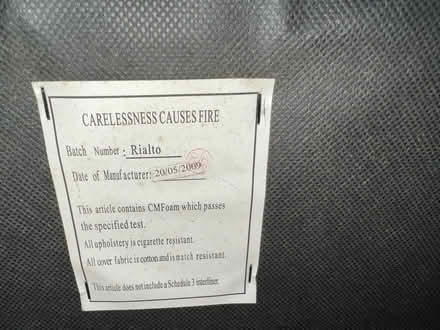 CARELESSNESS CAUSES FIRE
Batch Number : Rialto
Date of Manufacturer: 20/05/2009
This article contains CMFoam which passes
the specified test.
All upholstery is cigarette resistant.
All cover fabric is cotton and is match resistant.
This article does not include a Schedule 3 interliner.